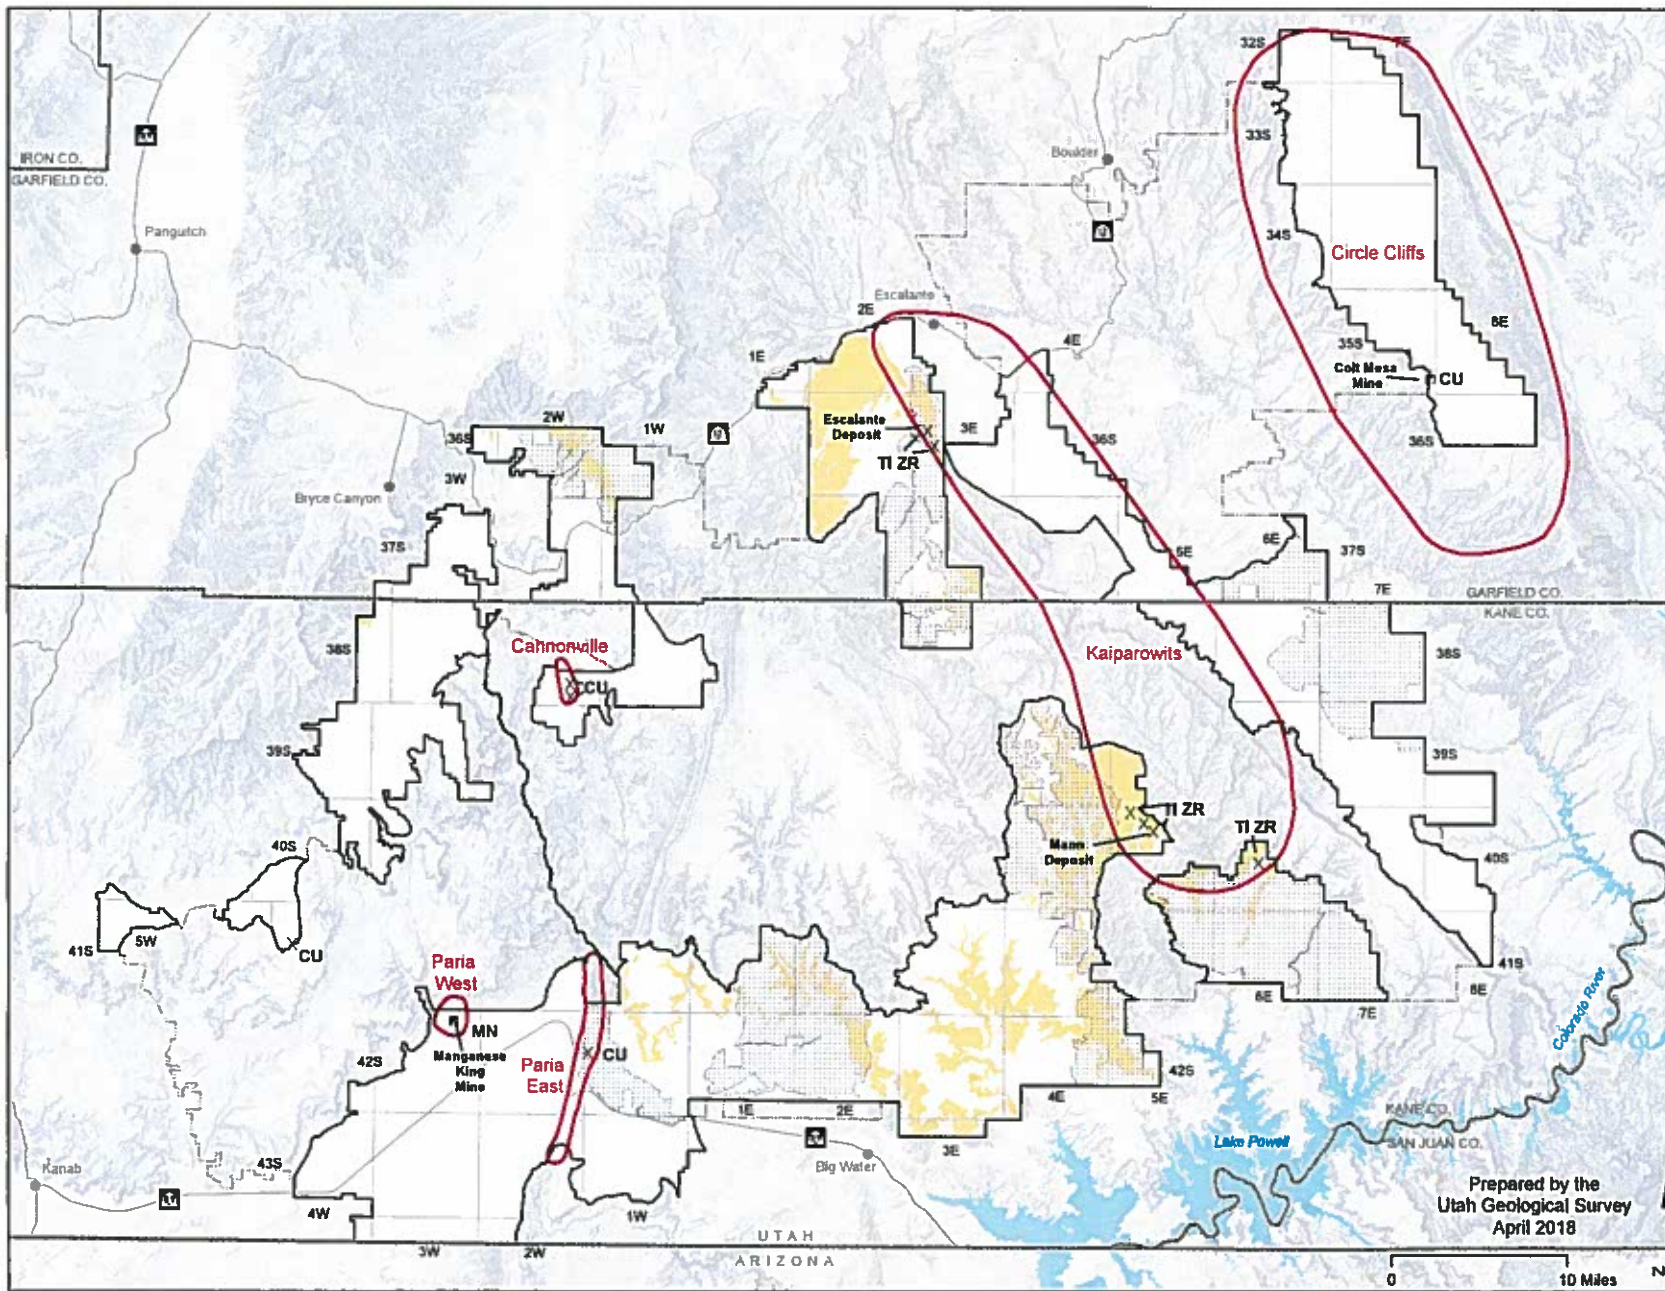 32S
7E
33S
Boulder
IRON CO.
GARFIELD CO.
Panguitch
34S
Circle Cliffs
Escalante
2E
8E
1E
4E
35S
Colt Mesa
Mine
CU
2W
1W
36S
Escalante
Deposit
3E
36S
36S
TI ZR
3W
Bryce Canyon
37S
5E
6E
37S
7E
GARFIELD CO.
KANE CO.
38S
Cahnonville
Kaiparowits
38S
CCU
39S
39S
TI ZR
TI ZR
Mann
Deposit
40S
40S
41S
5W
CU
Paria
West
41S
6E
8E
7E
MN
Manganese
King
Mine
42S
Paria
East
CU
42S
4E
5E
1E
2E
3E
Colorado River
KANE CO.
SAN JUAN CO.
Lake Powell
Kanab
43S
Big Water
4W
1W
Prepared by the
Utah Geological Survey
April 2018
3W
2W
UTAH
ARIZONA
0
10 Miles
N